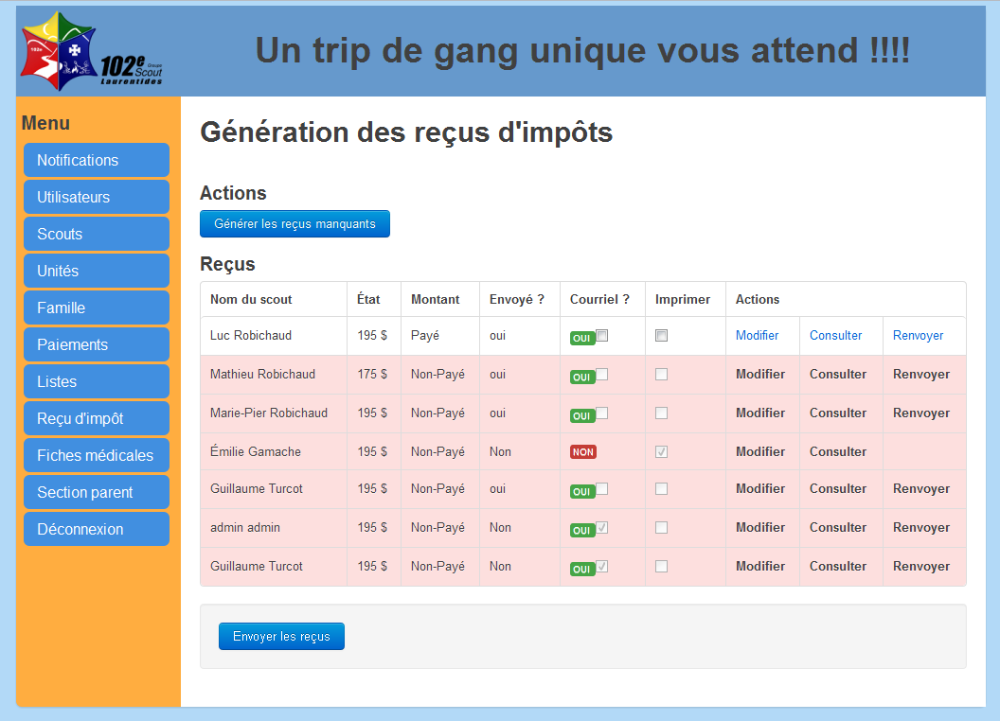 102e
102e Groupe
Scout
Laurentides
Un trip de gang unique vous attend !!!!
Menu
Notifications
Utilisateurs
Scouts
Unités
Famille
Paiements
Listes
Reçu d'impôt
Fiches médicales
Section parent
Déconnexion
Génération des reçus d'impôts
Actions
Générer les reçus manquants
Reçus
Nom du scout État Montant Envoyé ? Courriel ? Imprimer Actions
Luc Robichaud 195 $ Payé oui OUI Modifier Consulter Renvoyer
Mathieu Robichaud 175 $ Non-Payé oui OUI Modifier Consulter Renvoyer
Marie-Pier Robichaud 195 $ Non-Payé oui OUI Modifier Consulter Renvoyer
Émilie Gamache 195 $ Non-Payé Non NON Modifier Consulter
Guillaume Turcot 195 $ Non-Payé oui OUI Modifier Consulter Renvoyer
admin admin 195 $ Non-Payé Non OUI Modifier Consulter Renvoyer
Guillaume Turcot 195 $ Non-Payé Non OUI Modifier Consulter Renvoyer
Envoyer les reçus